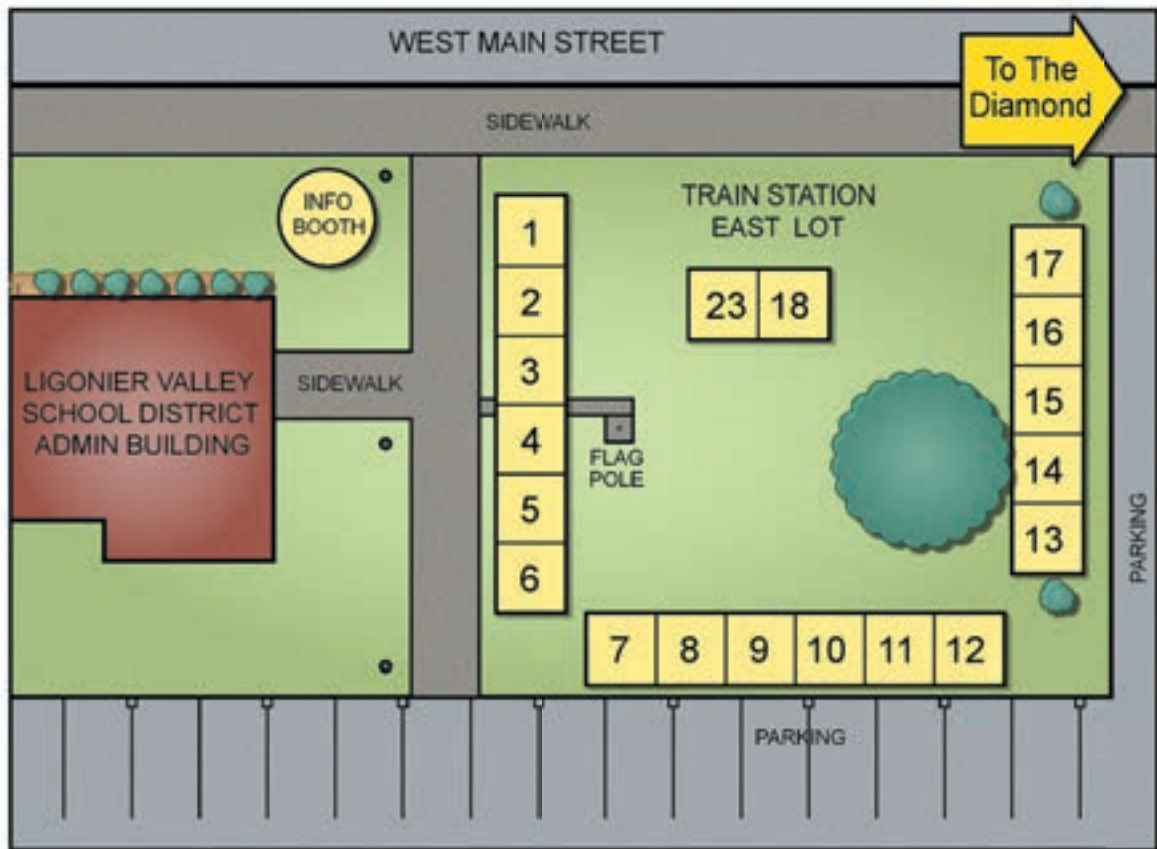 WEST MAIN STREET
To The
Diamond
SIDEWALK
INFO
BOOTH
TRAIN STATION
EAST LOT
1
2
3
4
5
6
23 18
17
16
15
14
13
LIGONIER VALLEY
SCHOOL DISTRICT
ADMIN BUILDING
SIDEWALK
FLAG
POLE
7 8 9 10 11 12
PARKING
PARKING